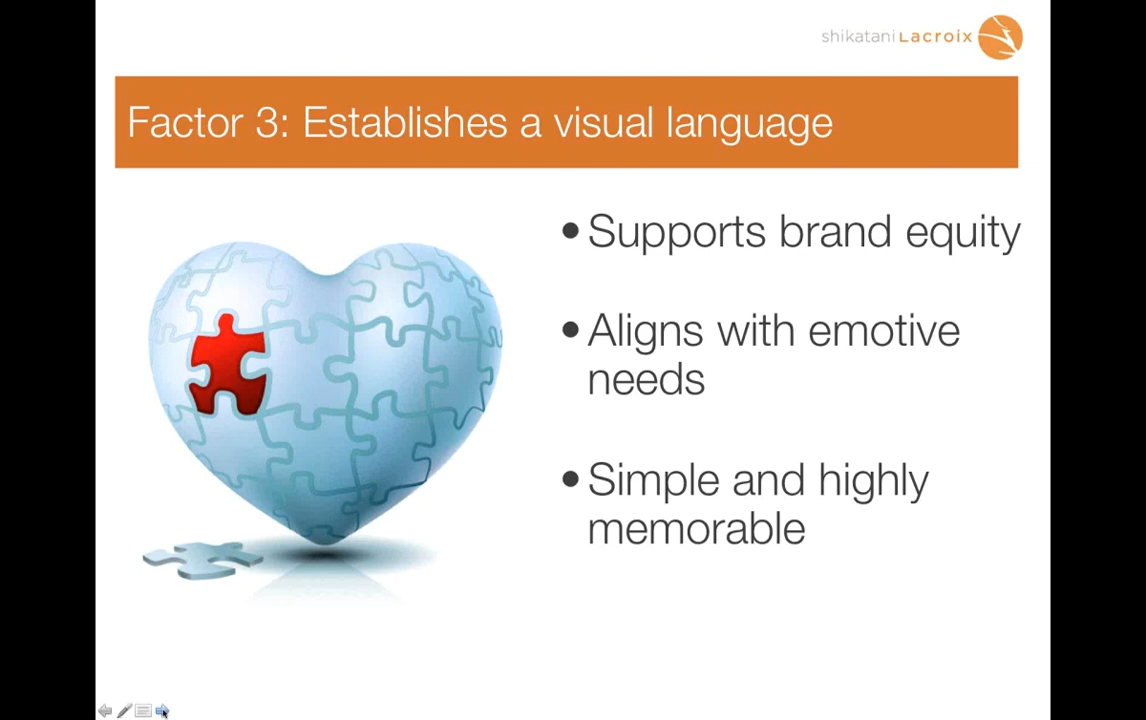 shikatani Lacroix
Factor 3: Establishes a visual language
• Supports brand equity
• Aligns with emotive
needs
• Simple and highly
memorable